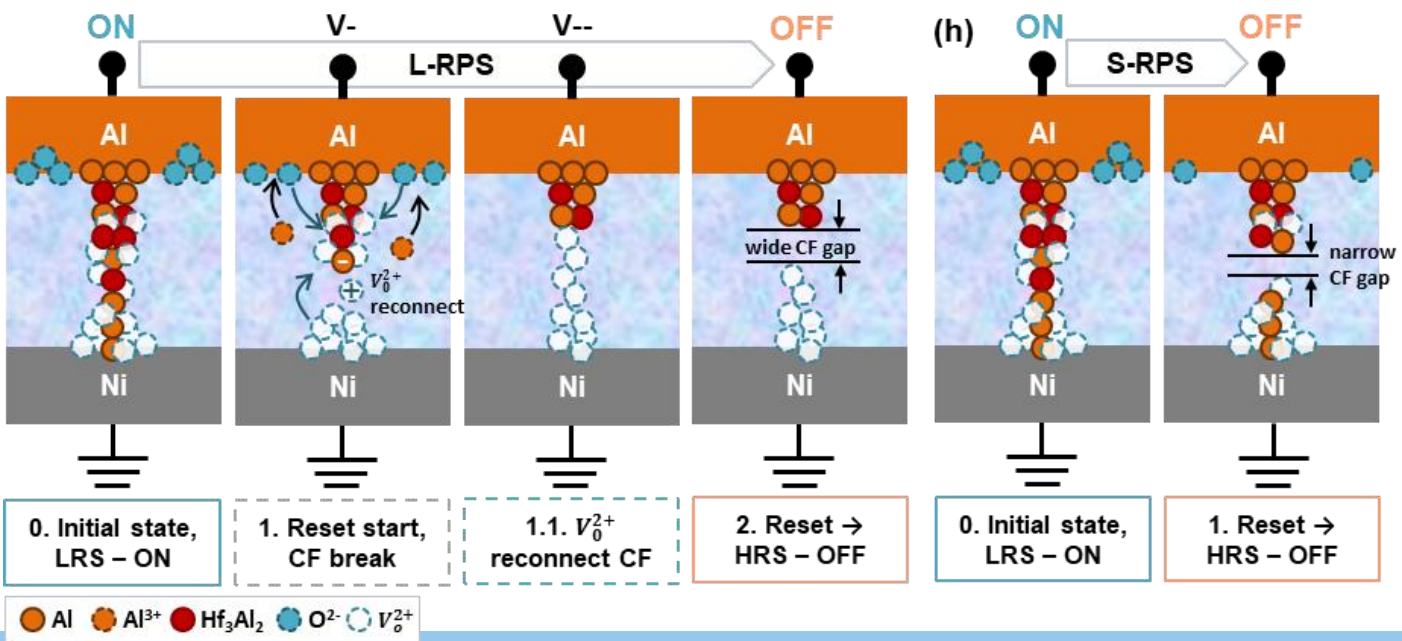 ON V- V-- OFF (h) ON OFF
L-RPS S-RPS
Al Al Al Al Al Al
wide CF gap
narrow
CF gap
−
+ V₀²⁺
reconnect
Ni Ni Ni Ni Ni Ni
0. Initial state,
LRS – ON
1. Reset start,
CF break
1.1. V₀²⁺
reconnect CF
2. Reset →
HRS – OFF
0. Initial state,
LRS – ON
1. Reset →
HRS – OFF
Al Al³⁺ Hf₃Al₂ O²⁻ Vₒ²⁺